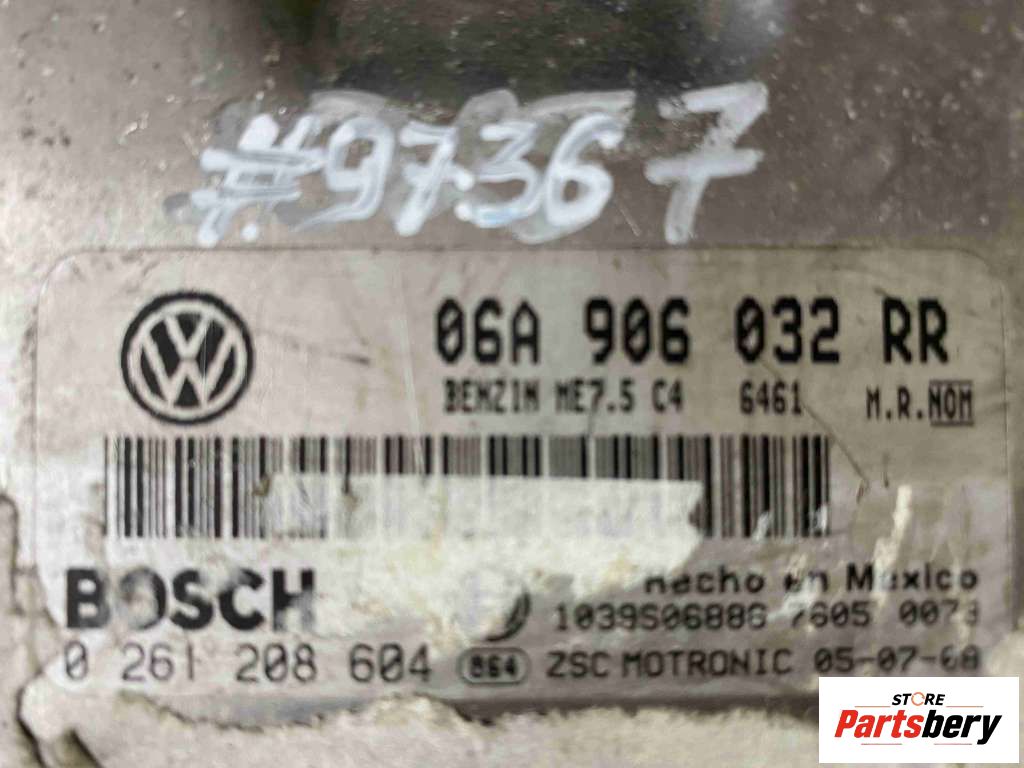 #97367
06A 906 032 RR
BENZIN ME7.5 C4 6461 M.R.NOM
BOSCH
Hecho en Mexico
1039S06886 7605 0073
0 261 208 604 864 ZSC MOTRONIC 05-07-68
STORE
Partsbery